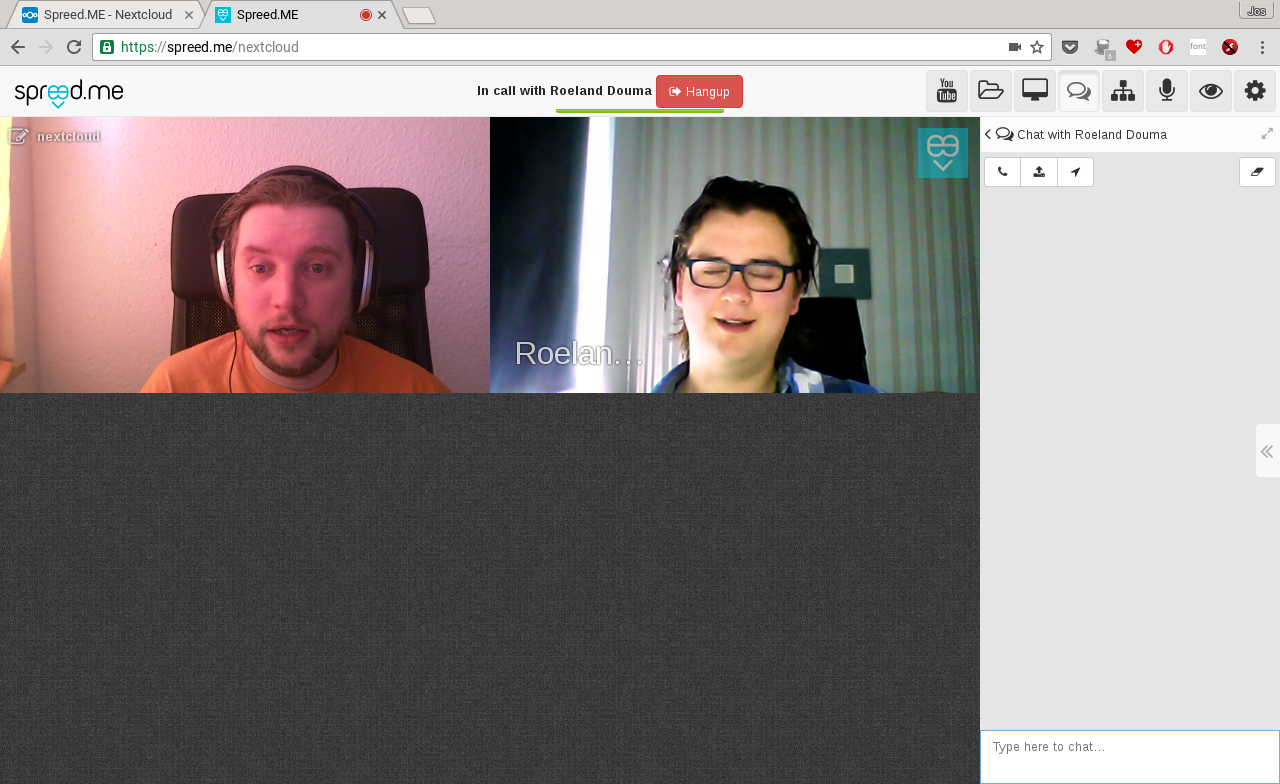 Spreed.ME - Nextcloud
Spreed.ME
Jos
https://spreed.me/nextcloud
6
font
spreed.me
In call with Roeland Douma
Hangup
You
Tube
nextcloud
Chat with Roeland Douma
Roelan…
Type here to chat...